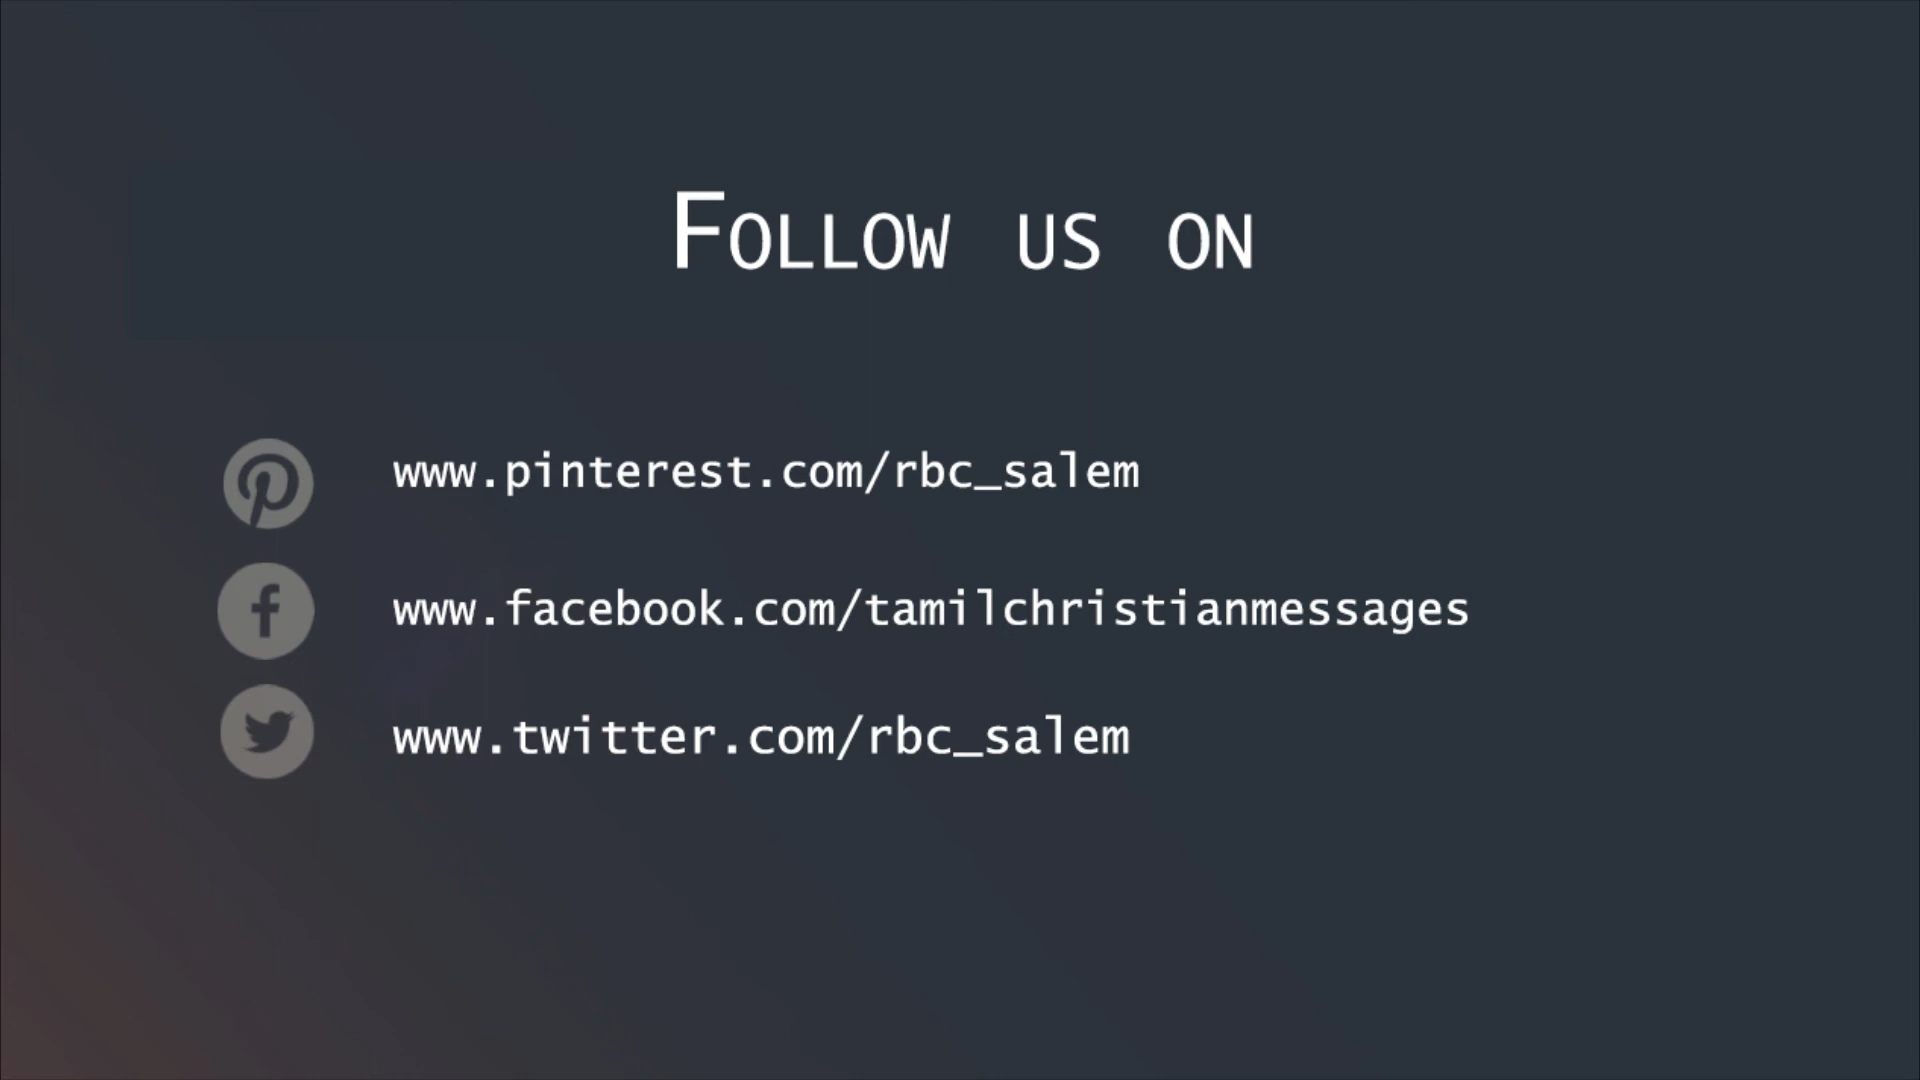 Follow us on
www.pinterest.com/rbc_salem
www.facebook.com/tamilchristianmessages
www.twitter.com/rbc_salem